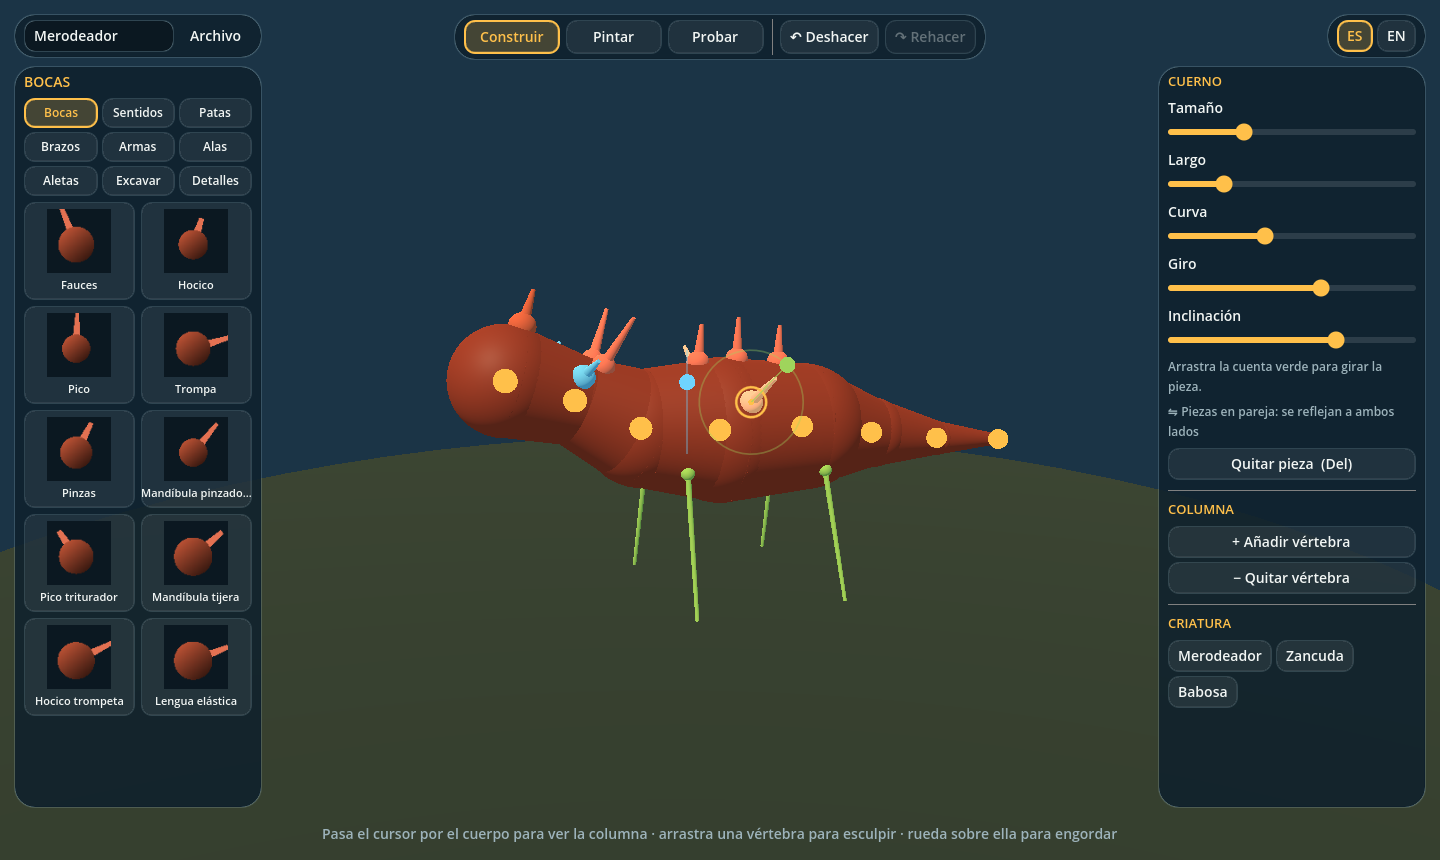 Merodeador
Archivo
Construir
Pintar
Probar
↶ Deshacer
↷ Rehacer
ES
EN
BOCAS
Bocas
Sentidos
Patas
Brazos
Armas
Alas
Aletas
Excavar
Detalles
Fauces
Hocico
Pico
Trompa
Pinzas
Mandíbula pinzado...
Pico triturador
Mandíbula tijera
Hocico trompeta
Lengua elástica
CUERNO
Tamaño
Largo
Curva
Giro
Inclinación
Arrastra la cuenta verde para girar la
pieza.
⇋ Piezas en pareja: se reflejan a ambos
lados
Quitar pieza (Del)
COLUMNA
+ Añadir vértebra
− Quitar vértebra
CRIATURA
Merodeador
Zancuda
Babosa
Pasa el cursor por el cuerpo para ver la columna · arrastra una vértebra para esculpir · rueda sobre ella para engordar